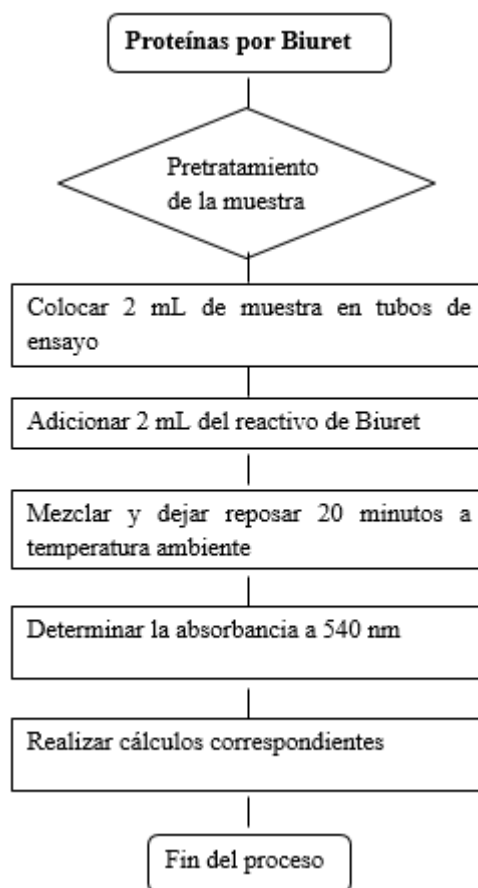 Proteínas por Biuret
Pretratamiento
de la muestra
Colocar 2 mL de muestra en tubos de
ensayo
Adicionar 2 mL del reactivo de Biuret
Mezclar y dejar reposar 20 minutos a
temperatura ambiente
Determinar la absorbancia a 540 nm
Realizar cálculos correspondientes
Fin del proceso